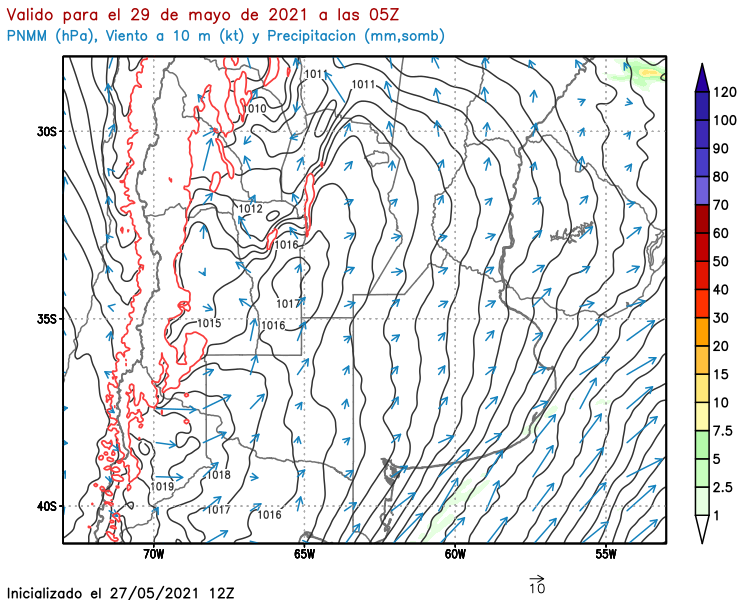 Valido para el 29 de mayo de 2021 a las 05Z
PNMM (hPa), Viento a 10 m (kt) y Precipitacion (mm,somb)
1011
1011
1010
120
100
90
80
70
60
50
40
30
20
15
10
7.5
5
2.5
1
30S
1012
1016
1017
35S
1015
1016
1018
1019
1017
1016
40S
70W
65W
60W
55W
10
Inicializado el 27/05/2021 12Z